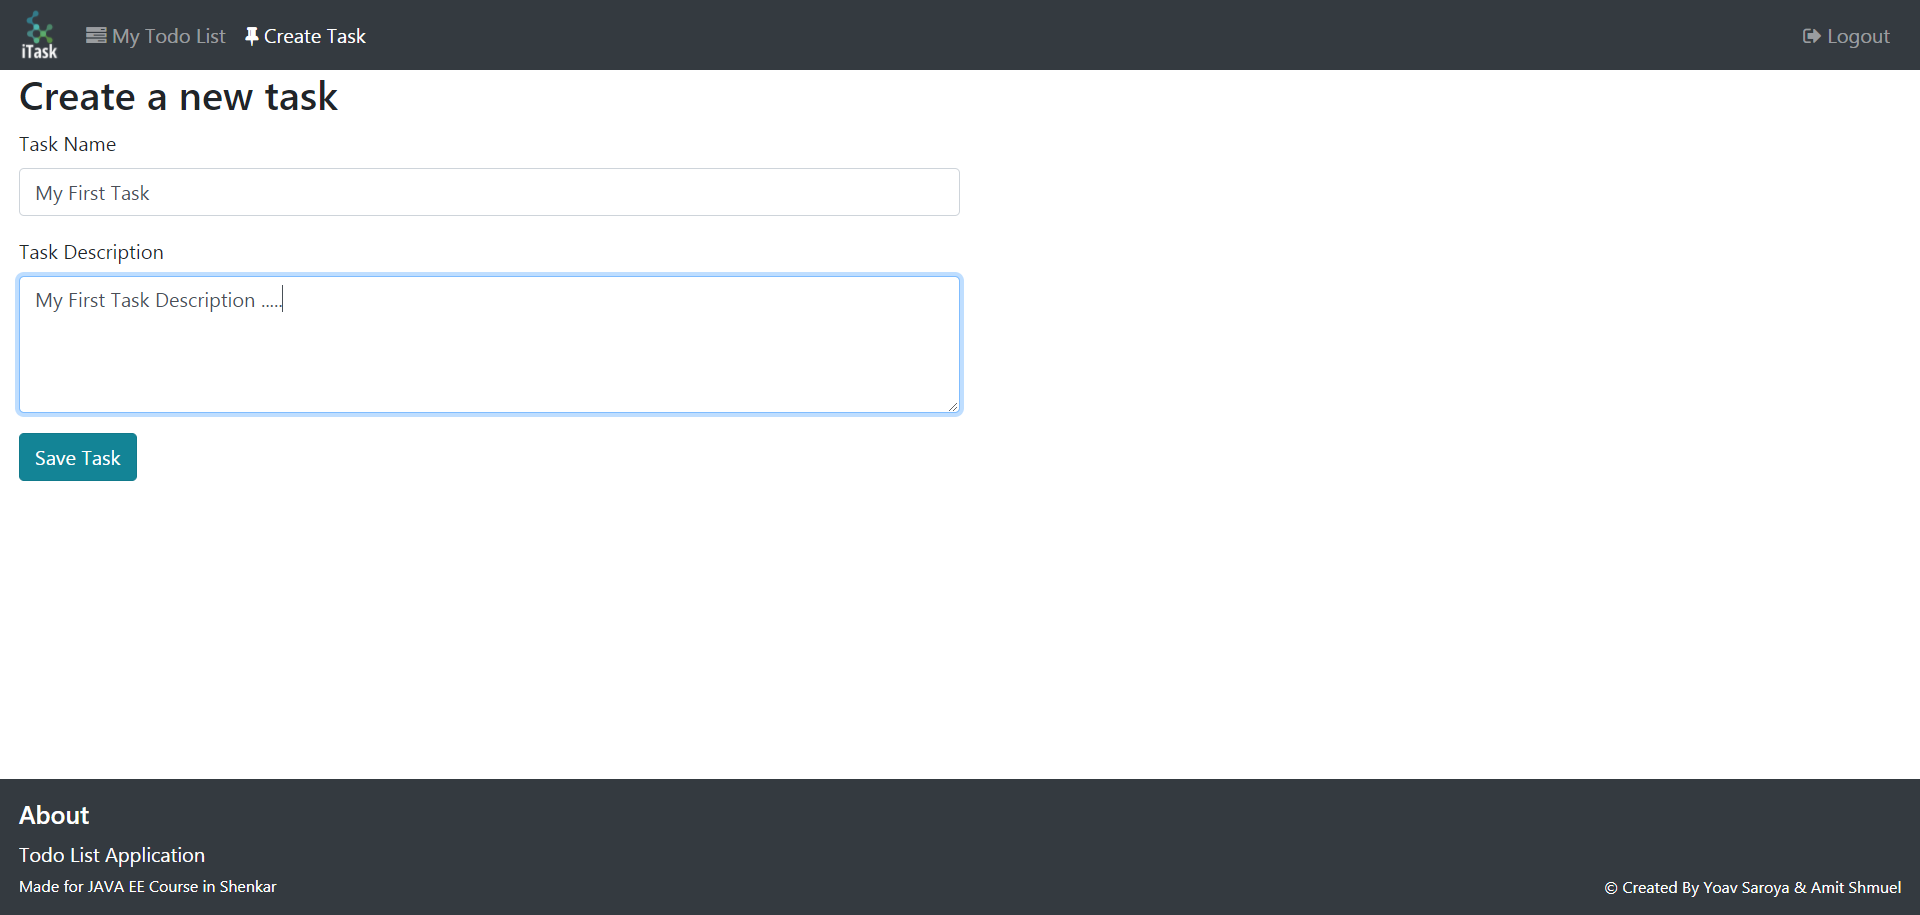 iTask
My Todo List
Create Task
Logout
Create a new task
Task Name
My First Task
Task Description
My First Task Description .....
Save Task
About
Todo List Application
Made for JAVA EE Course in Shenkar
© Created By Yoav Saroya & Amit Shmuel